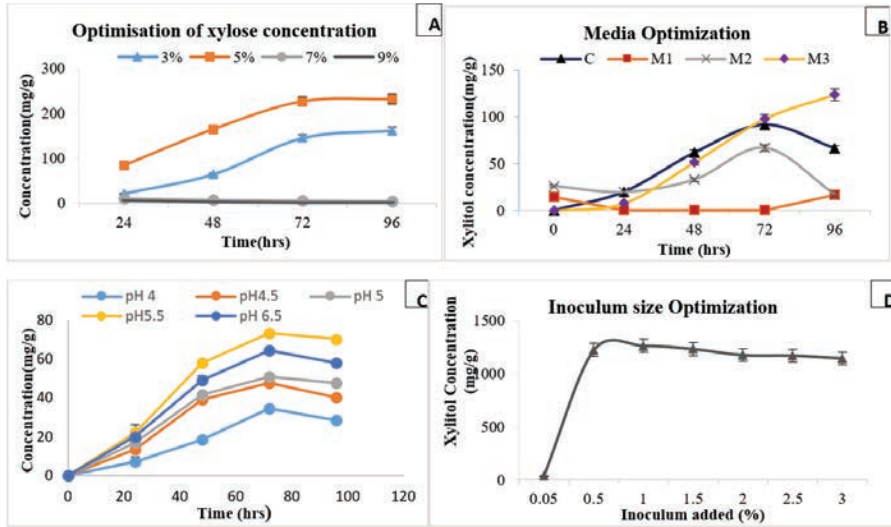 A
Optimisation of xylose concentration
3% 5% 7% 9%
Concentration(mg/g)
300
200
100
0
24 48 72 96
Time(hrs)
B
Media Optimization
C M1 M2 M3
Xylitol concentration(mg/g)
150
100
50
0
0 24 48 72 96
Time (hrs)
C
pH 4 pH4.5 pH 5
pH5.5 pH 6.5
Concentration(mg/g)
80
60
40
20
0
0 20 40 60 80 100 120
Time (hrs)
D
Inoculum size Optimization
Xylitol Concentration
(mg/g)
1500
1000
500
0
0.05 0.5 1 1.5 2 2.5 3
Inoculum added (%)